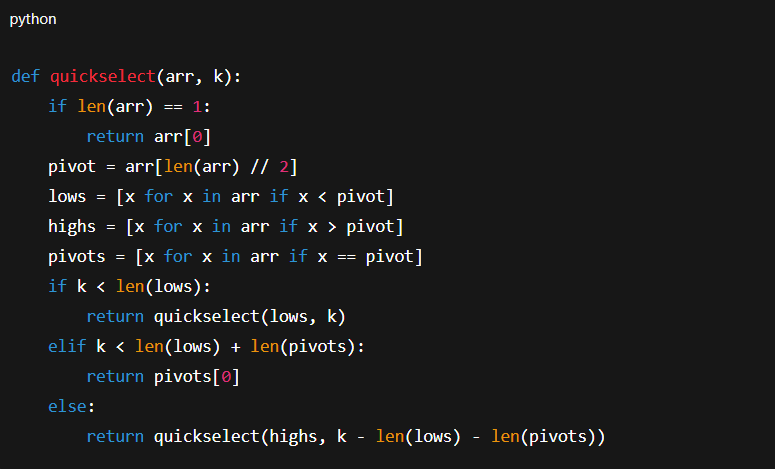 python
def quickselect(arr, k):
    if len(arr) == 1:
        return arr[0]
    pivot = arr[len(arr) // 2]
    lows = [x for x in arr if x < pivot]
    highs = [x for x in arr if x > pivot]
    pivots = [x for x in arr if x == pivot]
    if k < len(lows):
        return quickselect(lows, k)
    elif k < len(lows) + len(pivots):
        return pivots[0]
    else:
        return quickselect(highs, k - len(lows) - len(pivots))